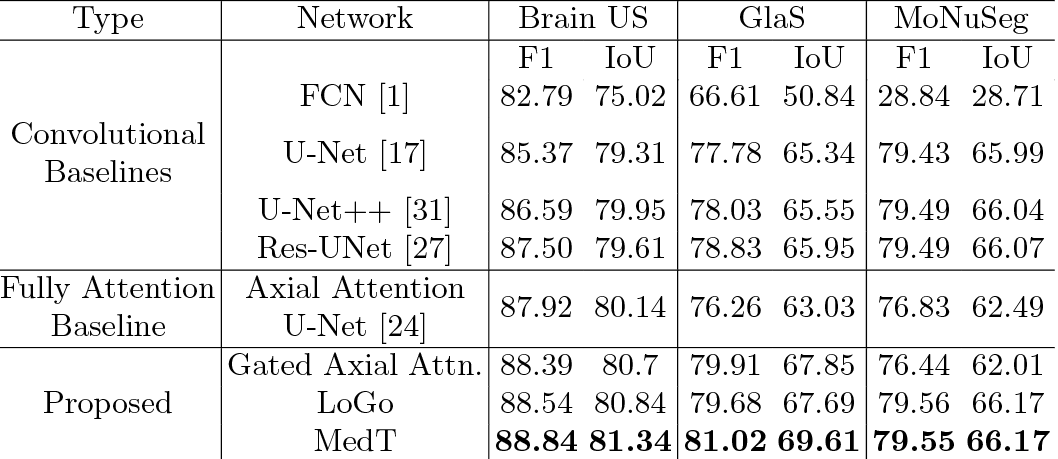 Type Network Brain US GlaS MoNuSeg
F1 IoU F1 IoU F1 IoU
FCN [1] 82.79 75.02 66.61 50.84 28.84 28.71
Convolutional
Baselines
U-Net [17] 85.37 79.31 77.78 65.34 79.43 65.99
U-Net++ [31] 86.59 79.95 78.03 65.55 79.49 66.04
Res-UNet [27] 87.50 79.61 78.83 65.95 79.49 66.07
Fully Attention
Baseline
Axial Attention
U-Net [24]
87.92 80.14 76.26 63.03 76.83 62.49
Gated Axial Attn. 88.39 80.7 79.91 67.85 76.44 62.01
Proposed LoGo 88.54 80.84 79.68 67.69 79.56 66.17
MedT 88.84 81.34 81.02 69.61 79.55 66.17